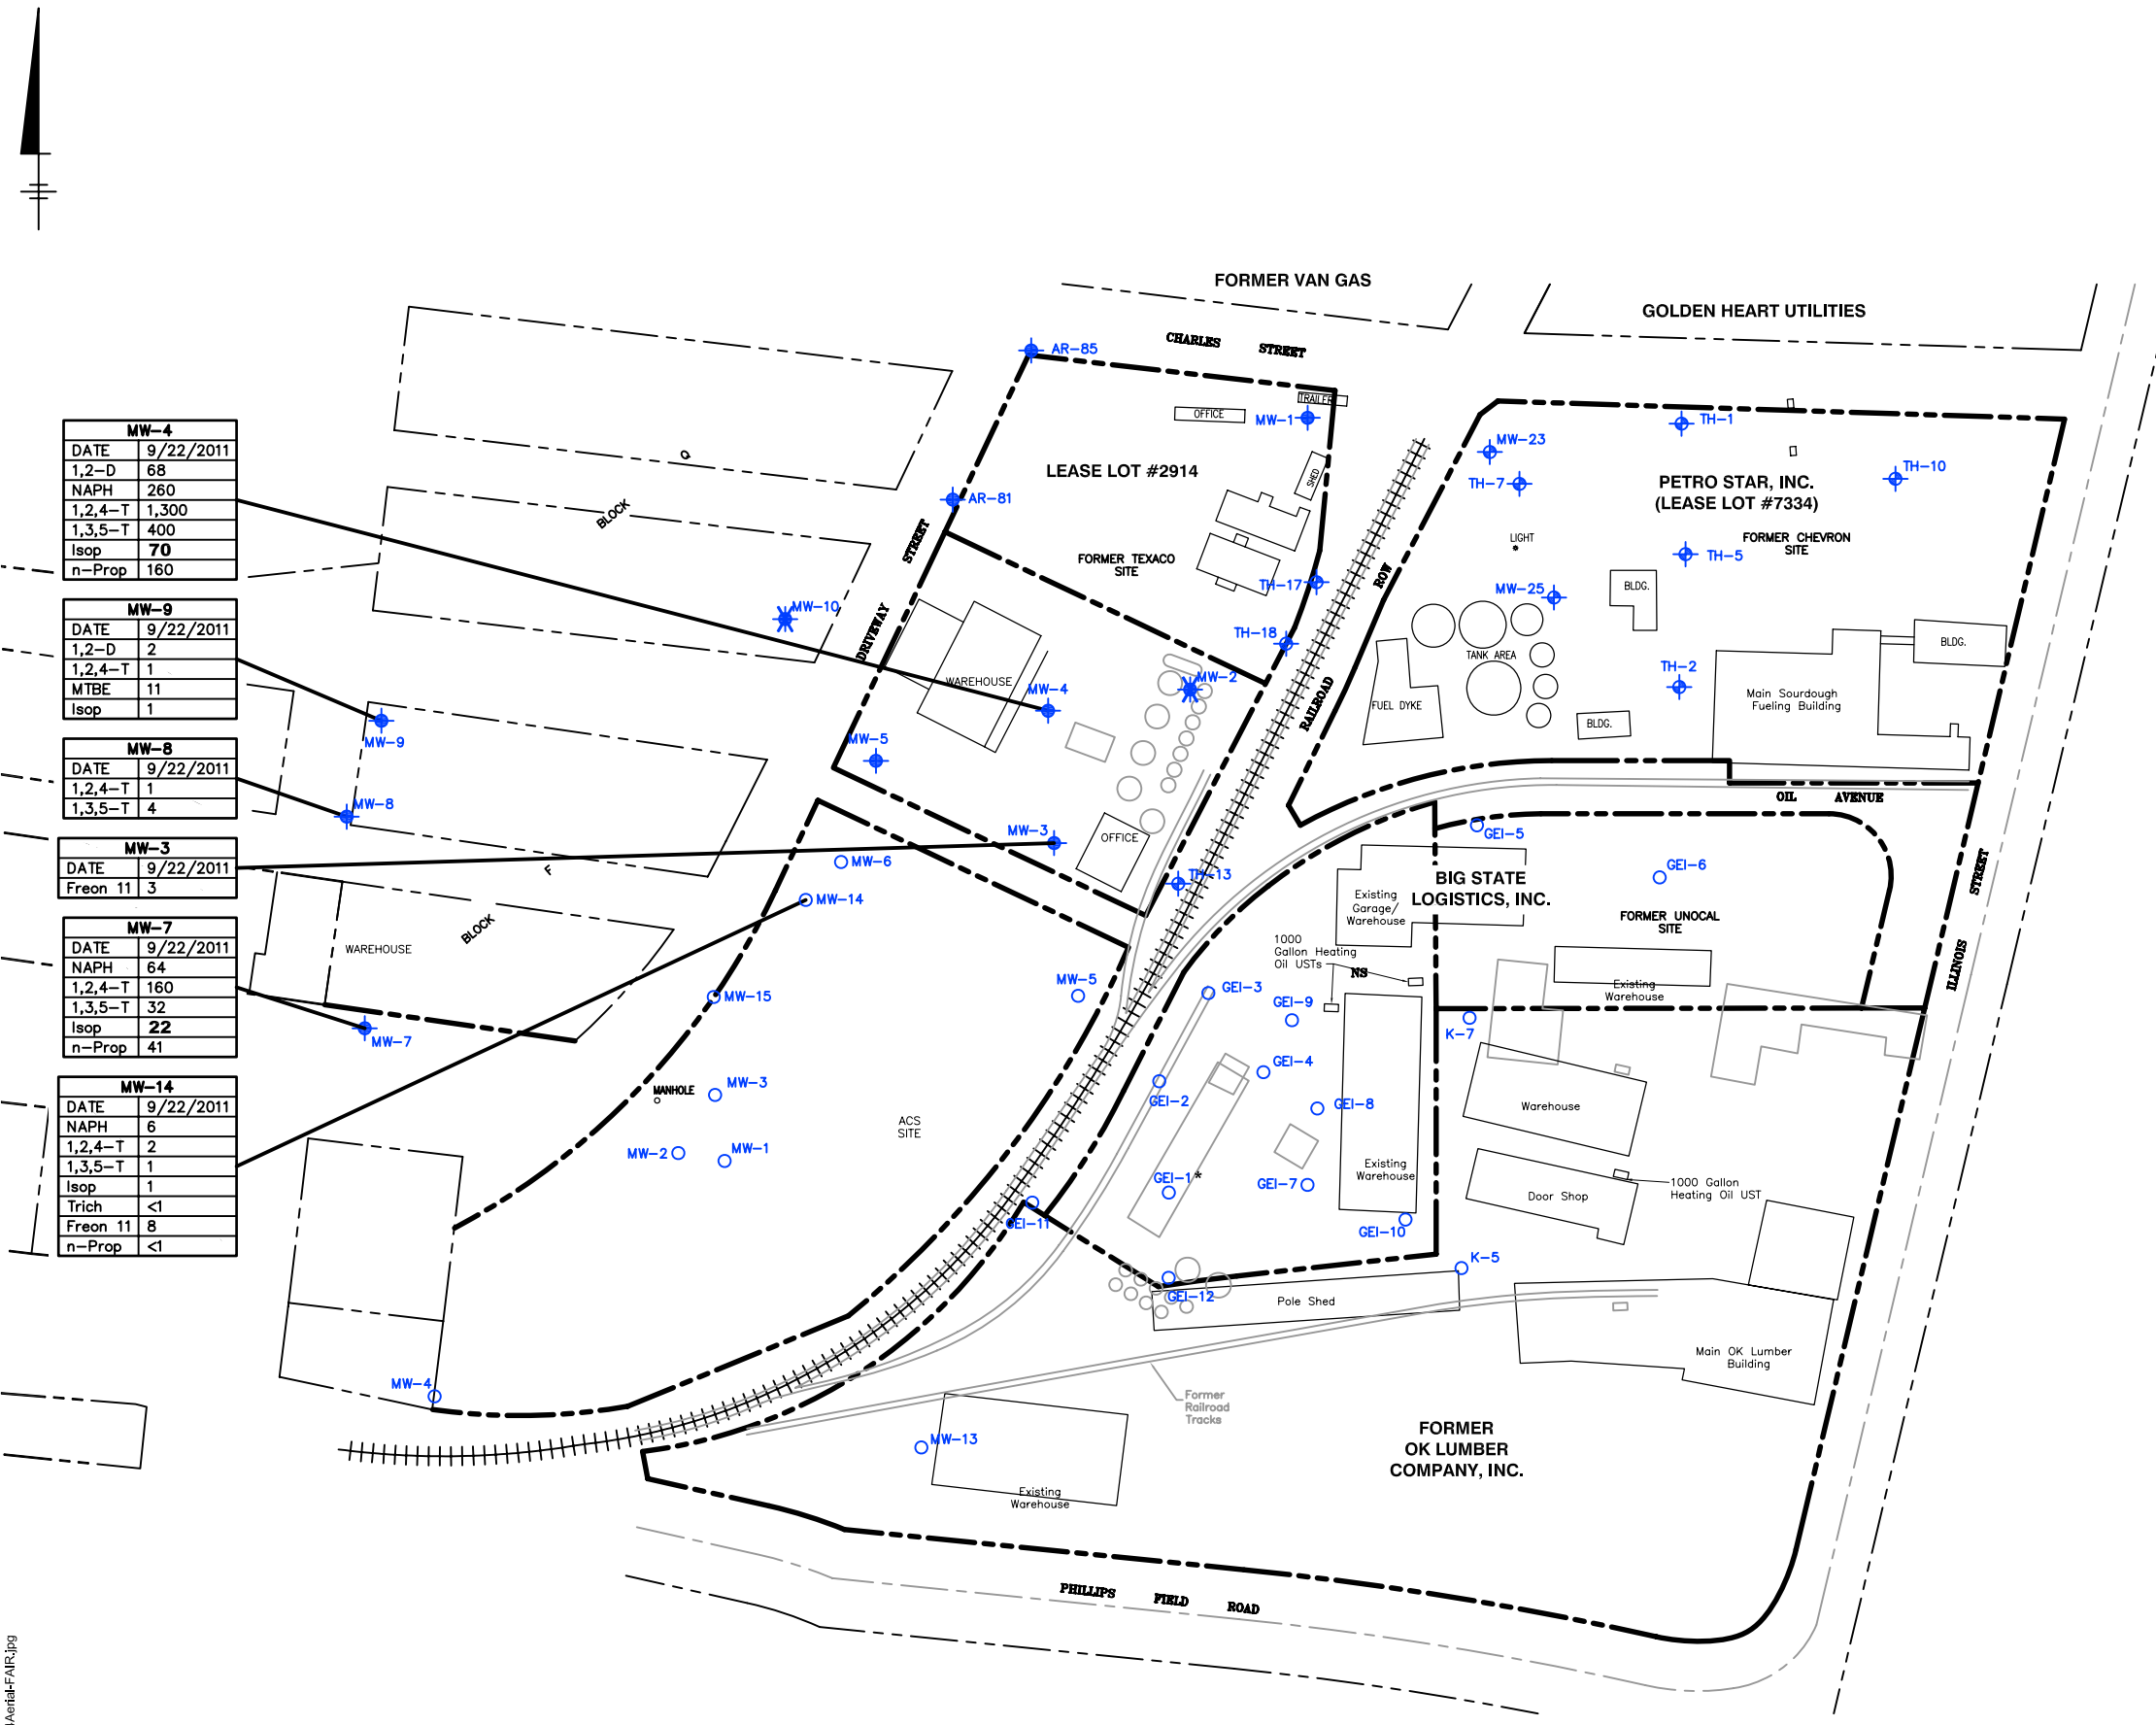 FORMER VAN GAS
GOLDEN HEART UTILITIES
CHARLES STREET
AR-85
TRAILER
OFFICE
MW-1
TH-1
MW-23
TH-10
TH-7
LEASE LOT #2914
SHED
PETRO STAR, INC.
(LEASE LOT #7334)
AR-81
LIGHT
FORMER CHEVRON
SITE
TH-5
FORMER TEXACO
SITE
TH-17
ROW
RAILROAD
MW-25
BLDG.
Q
BLOCK
STREET
DRIVEWAY
MW-10
TH-18
TANK AREA
BLDG.
TH-2
MW-2
WAREHOUSE
MW-4
FUEL DYKE
BLDG.
Main Sourdough
Fueling Building
MW-5
MW-4
DATE 9/22/2011
1,2-D 68
NAPH 260
1,2,4-T 1,300
1,3,5-T 400
Isop 70
n-Prop 160
MW-9
DATE 9/22/2011
1,2-D 2
1,2,4-T 1
MTBE 11
Isop 1
MW-8
DATE 9/22/2011
1,2,4-T 1
1,3,5-T 4
MW-3
DATE 9/22/2011
Freon 11 3
MW-7
DATE 9/22/2011
NAPH 64
1,2,4-T 160
1,3,5-T 32
Isop 22
n-Prop 41
MW-14
DATE 9/22/2011
NAPH 6
1,2,4-T 2
1,3,5-T 1
Isop 1
Trich <1
Freon 11 8
n-Prop <1
MW-9
MW-8
F
BLOCK
WAREHOUSE
MW-7
OIL AVENUE
MW-3
OFFICE
GEI-5
MW-6
TH-13
GEI-6
MW-14
BIG STATE
LOGISTICS, INC.
Existing
Garage/
Warehouse
FORMER UNOCAL
SITE
STREET
ILLINOIS
1000
Gallon Heating
Oil USTs
NS
Existing
Warehouse
MW-5
MW-15
GEI-3
GEI-9
K-7
GEI-4
MANHOLE
MW-3
GEI-2
GEI-8
ACS
SITE
Warehouse
MW-2
MW-1
GEI-1*
GEI-7
Existing
Warehouse
Door Shop
1000 Gallon
Heating Oil UST
GEI-11
GEI-10
K-5
GEI-12
Pole Shed
Main OK Lumber
Building
MW-4
Former
Railroad
Tracks
MW-13
FORMER
OK LUMBER
COMPANY, INC.
Existing
Warehouse
PHILLIPS FIELD ROAD
Aerial-FAIR.jpg